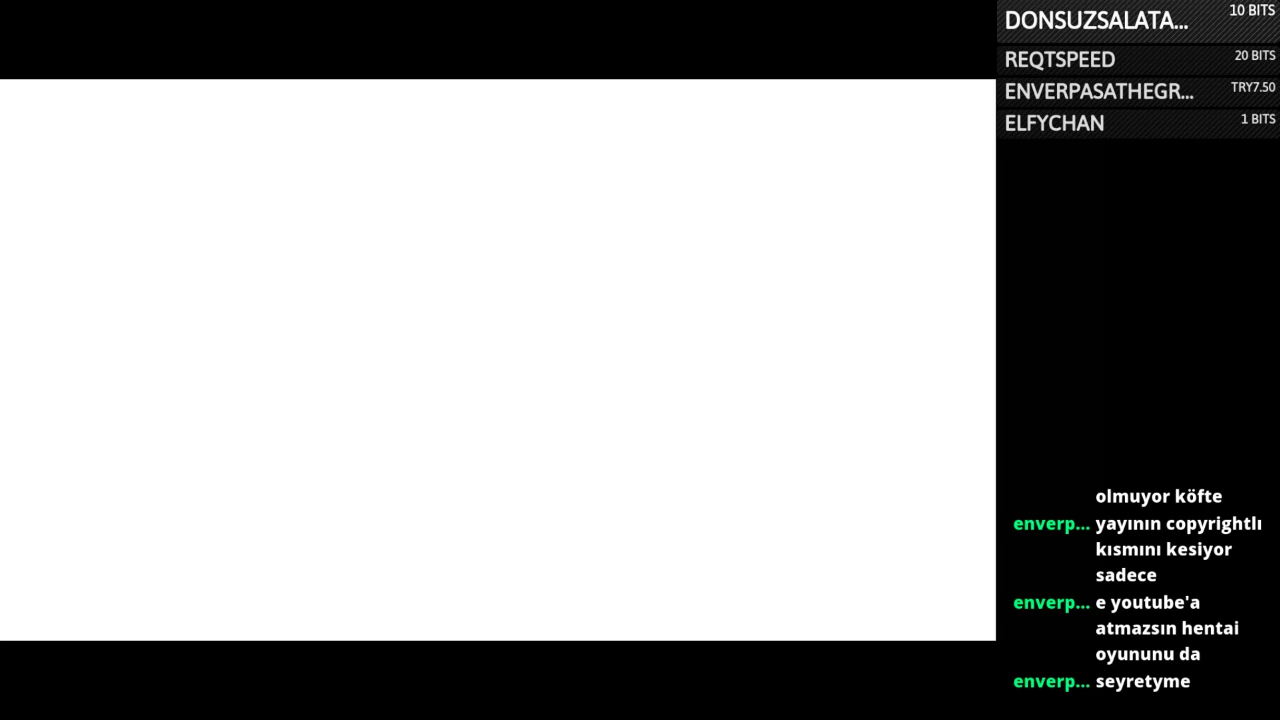 DONSUZSALATA... 10 BITS
REQTSPEED 20 BITS
ENVERPASATHEGR... TRY7.50
ELFYCHAN 1 BITS
olmuyor köfte
enverp... yayının copyrightlı
kısmını kesiyor
sadece
enverp... e youtube'a
atmazsın hentai
oyununu da
enverp... seyretyme